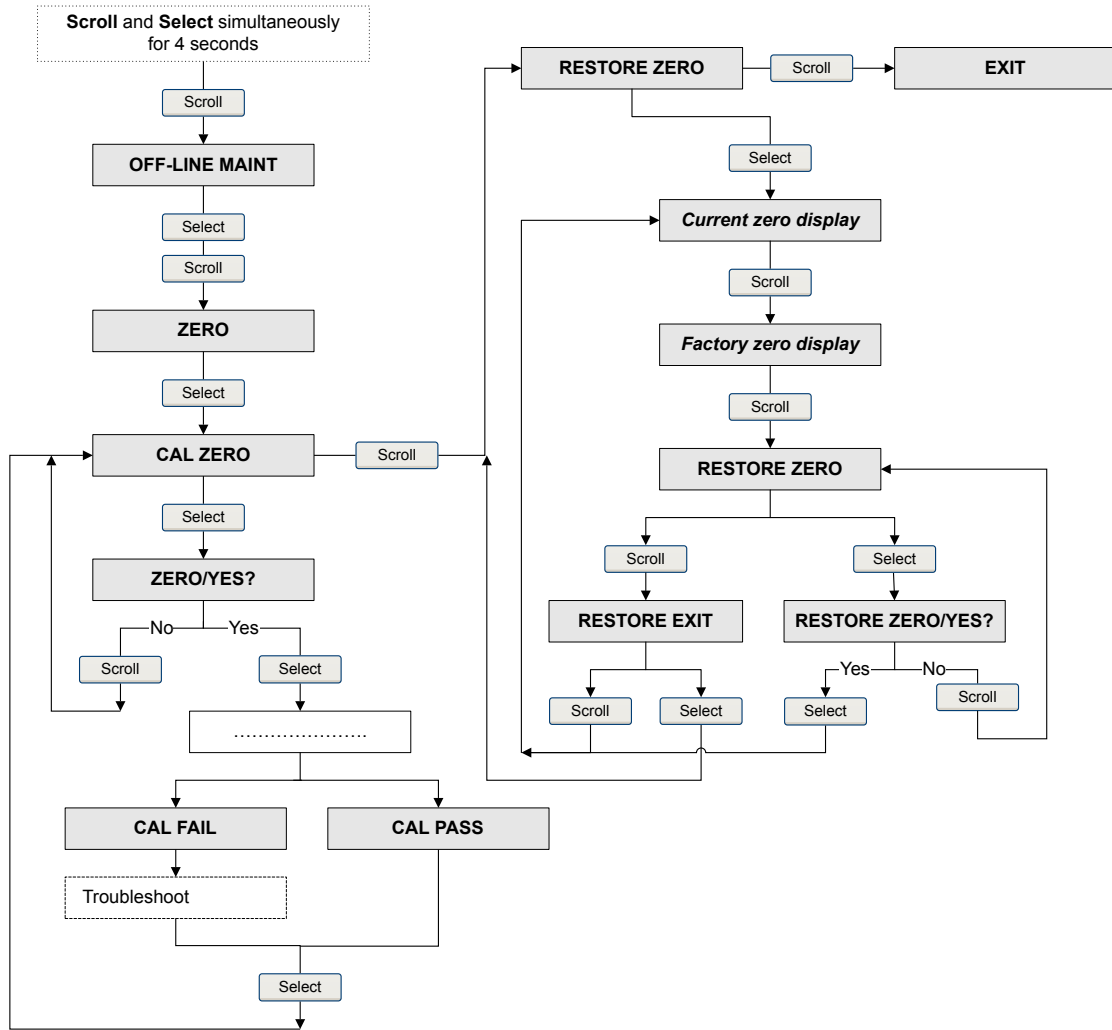 Scroll and Select simultaneously
for 4 seconds
Scroll
OFF-LINE MAINT
Select
Scroll
ZERO
Select
CAL ZERO
Scroll
Select
ZERO/YES?
No
Yes
Scroll
Select
…………………..
CAL FAIL
CAL PASS
Troubleshoot
Select
RESTORE ZERO
Scroll
EXIT
Select
Current zero display
Scroll
Factory zero display
Scroll
RESTORE ZERO
Scroll
Select
RESTORE EXIT
RESTORE ZERO/YES?
Yes
No
Scroll
Select
Select
Scroll